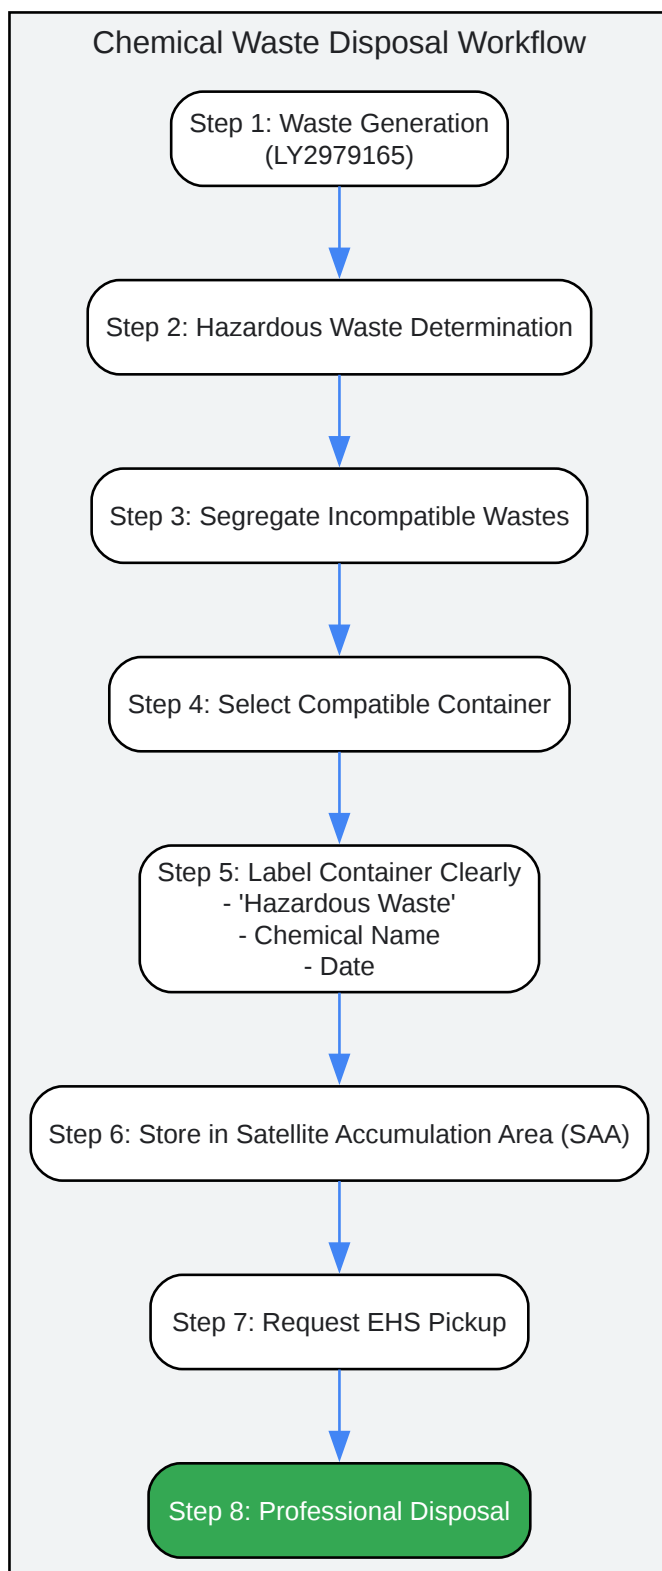 Chemical Waste Disposal Workflow
Step 1: Waste Generation
(LY2979165)
Step 2: Hazardous Waste Determination
Step 3: Segregate Incompatible Wastes
Step 4: Select Compatible Container
Step 5: Label Container Clearly
- 'Hazardous Waste'
- Chemical Name
- Date
Step 6: Store in Satellite Accumulation Area (SAA)
Step 7: Request EHS Pickup
Step 8: Professional Disposal